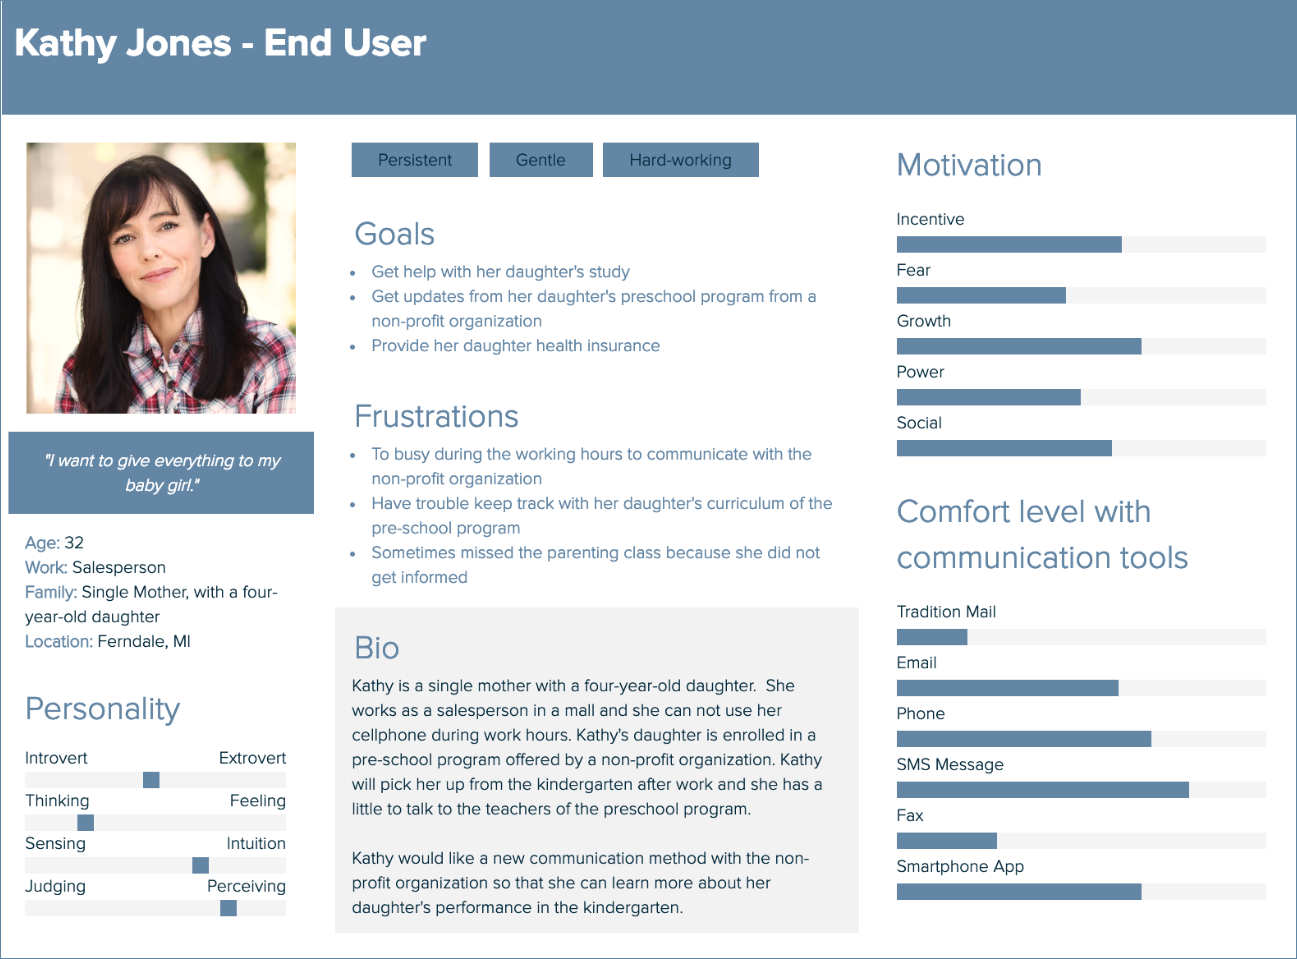 Kathy Jones - End User
"I want to give everything to my
baby girl."
Age: 32
Work: Salesperson
Family: Single Mother, with a four-
year-old daughter
Location: Ferndale, MI
Personality
Introvert Extrovert
Thinking Feeling
Sensing Intuition
Judging Perceiving
Persistent Gentle Hard-working
Goals
• Get help with her daughter's study
• Get updates from her daughter's preschool program from a
non-profit organization
• Provide her daughter health insurance
Frustrations
• To busy during the working hours to communicate with the
non-profit organization
• Have trouble keep track with her daughter's curriculum of the
pre-school program
• Sometimes missed the parenting class because she did not
get informed
Bio
Kathy is a single mother with a four-year-old daughter.  She
works as a salesperson in a mall and she can not use her
cellphone during work hours. Kathy's daughter is enrolled in a
pre-school program offered by a non-profit organization. Kathy
will pick her up from the kindergarten after work and she has a
little to talk to the teachers of the preschool program.
Kathy would like a new communication method with the non-
profit organization so that she can learn more about her
daughter's performance in the kindergarten.
Motivation
Incentive
Fear
Growth
Power
Social
Comfort level with
communication tools
Tradition Mail
Email
Phone
SMS Message
Fax
Smartphone App